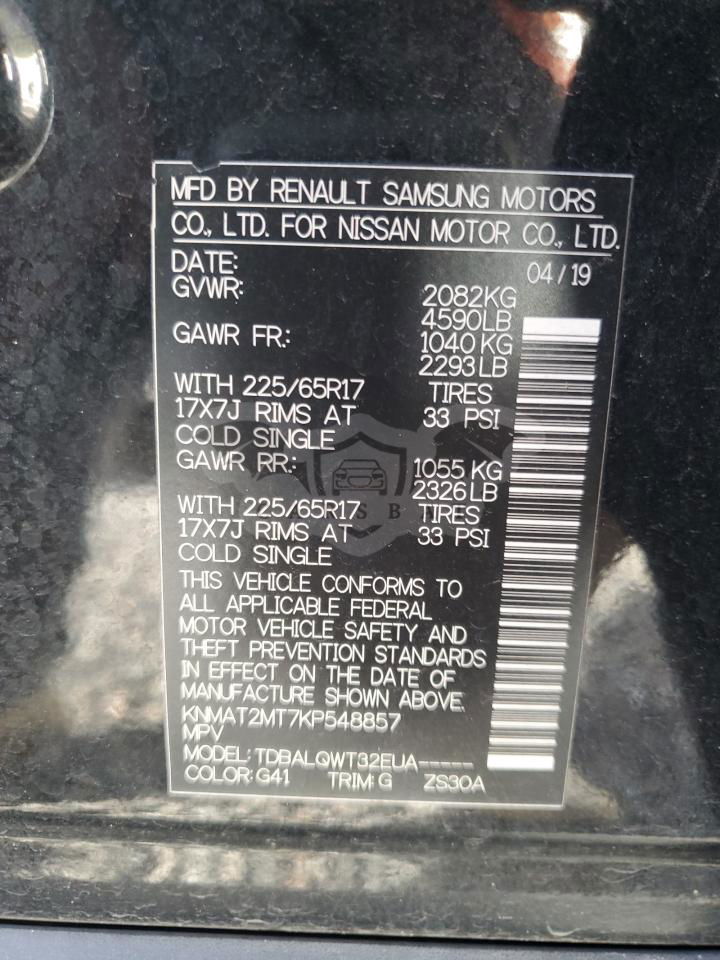 MFD BY RENAULT SAMSUNG MOTORS
CO., LTD. FOR NISSAN MOTOR CO., LTD.
DATE: 04/19
GVWR: 2082KG
4590LB
GAWR FR: 1040KG
2293LB
WITH 225/65R17 TIRES
17X7J RIMS AT 33 PSI
COLD SINGLE
GAWR RR: 1055KG
2326LB
WITH 225/65R17 TIRES
17X7J RIMS AT 33 PSI
COLD SINGLE
THIS VEHICLE CONFORMS TO
ALL APPLICABLE FEDERAL
MOTOR VEHICLE SAFETY AND
THEFT PREVENTION STANDARDS
IN EFFECT ON THE DATE OF
MANUFACTURE SHOWN ABOVE.
KNMAT2MT7KP548857
MPV
MODEL: TDBALQWT32EUA-----
COLOR: G41 TRIM: G ZS30A
S B